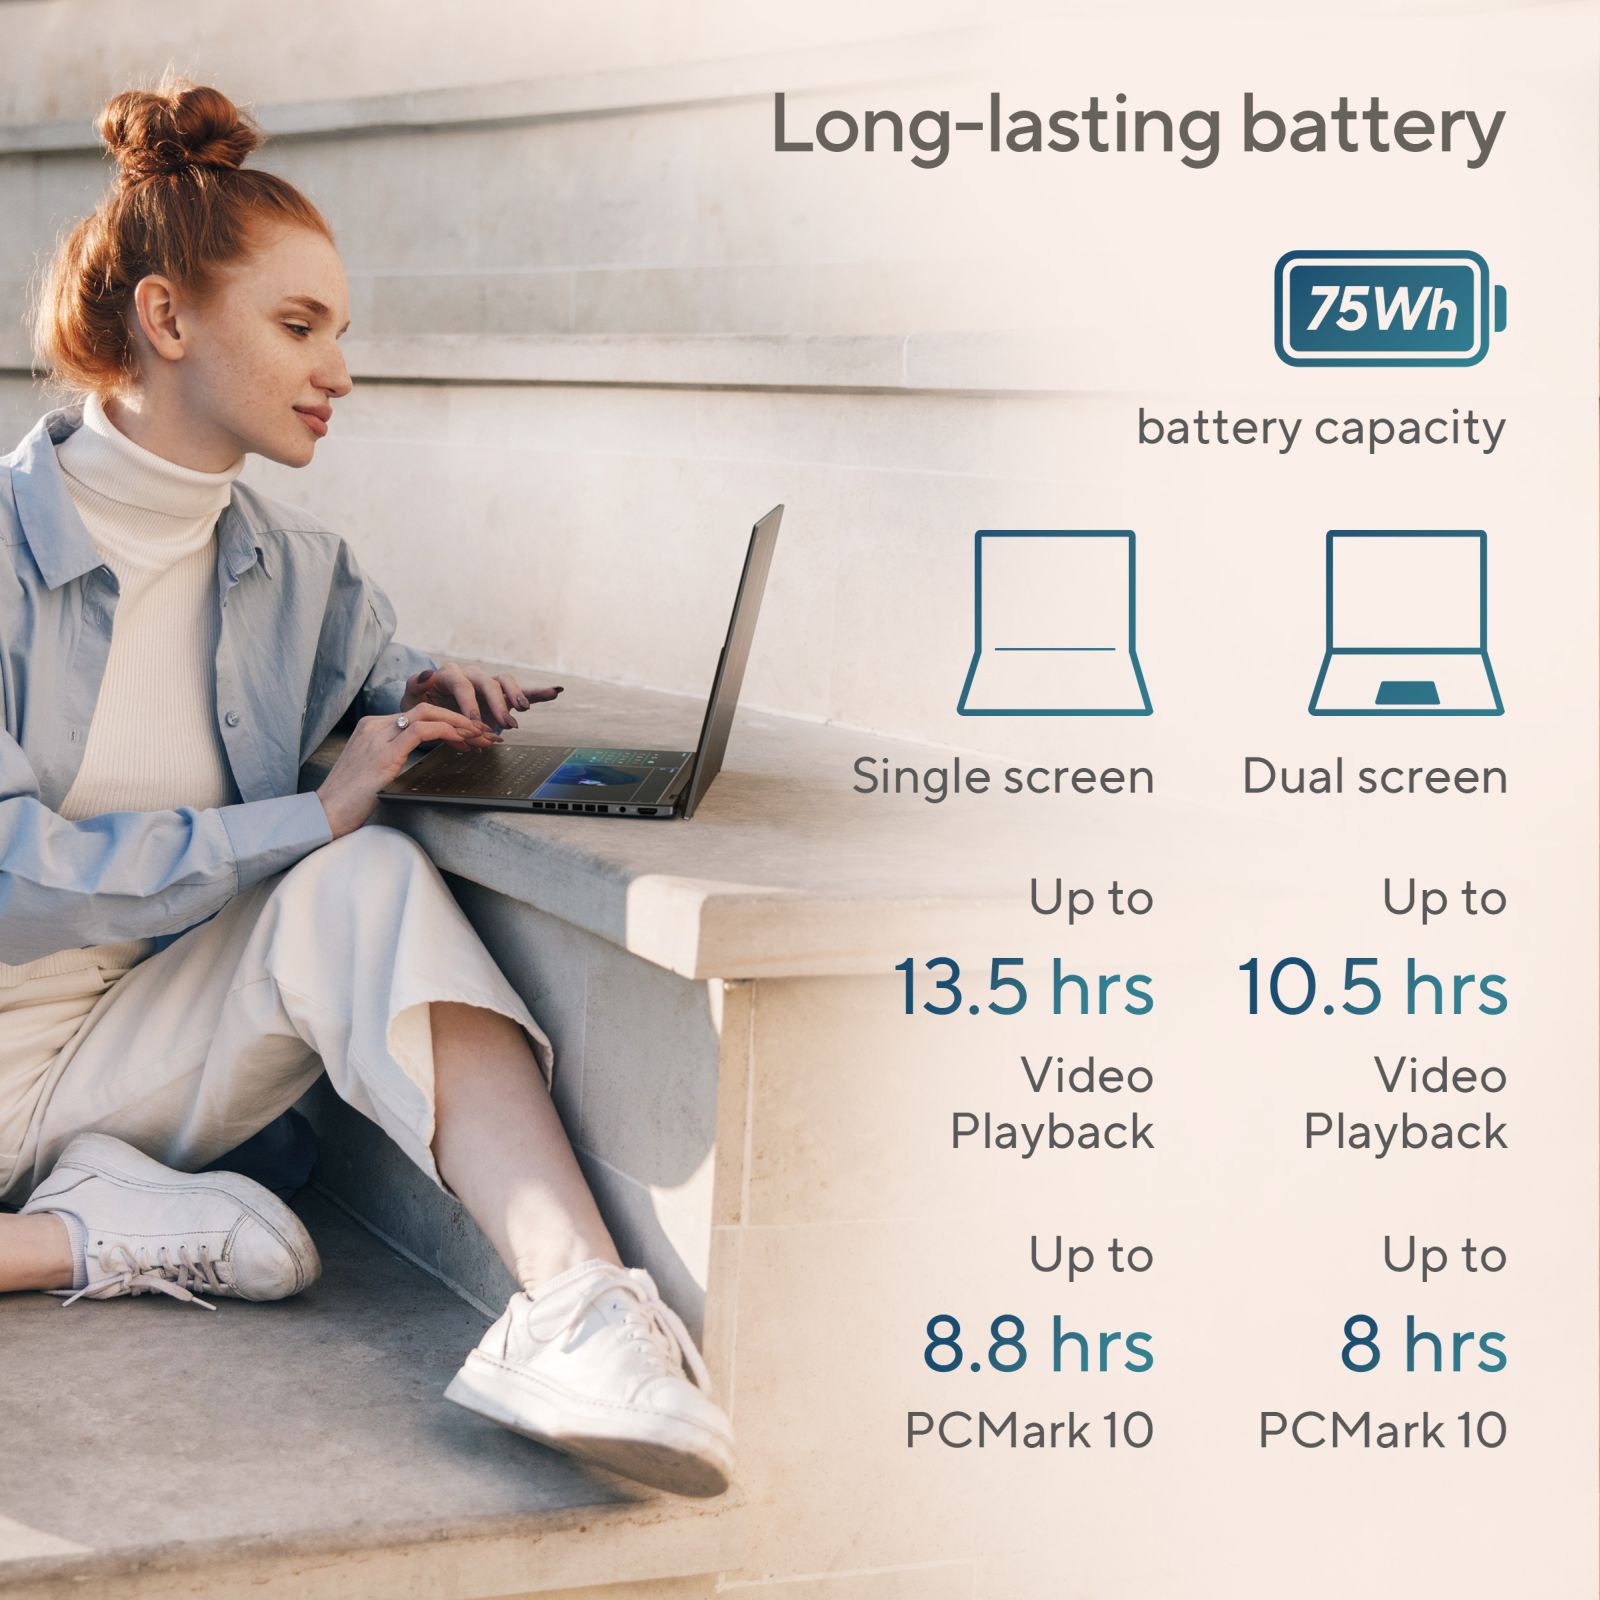 Long-lasting battery
75Wh
battery capacity
Single screen
Dual screen
Up to
13.5 hrs
Video
Playback
Up to
10.5 hrs
Video
Playback
Up to
8.8 hrs
PCMark 10
Up to
8 hrs
PCMark 10